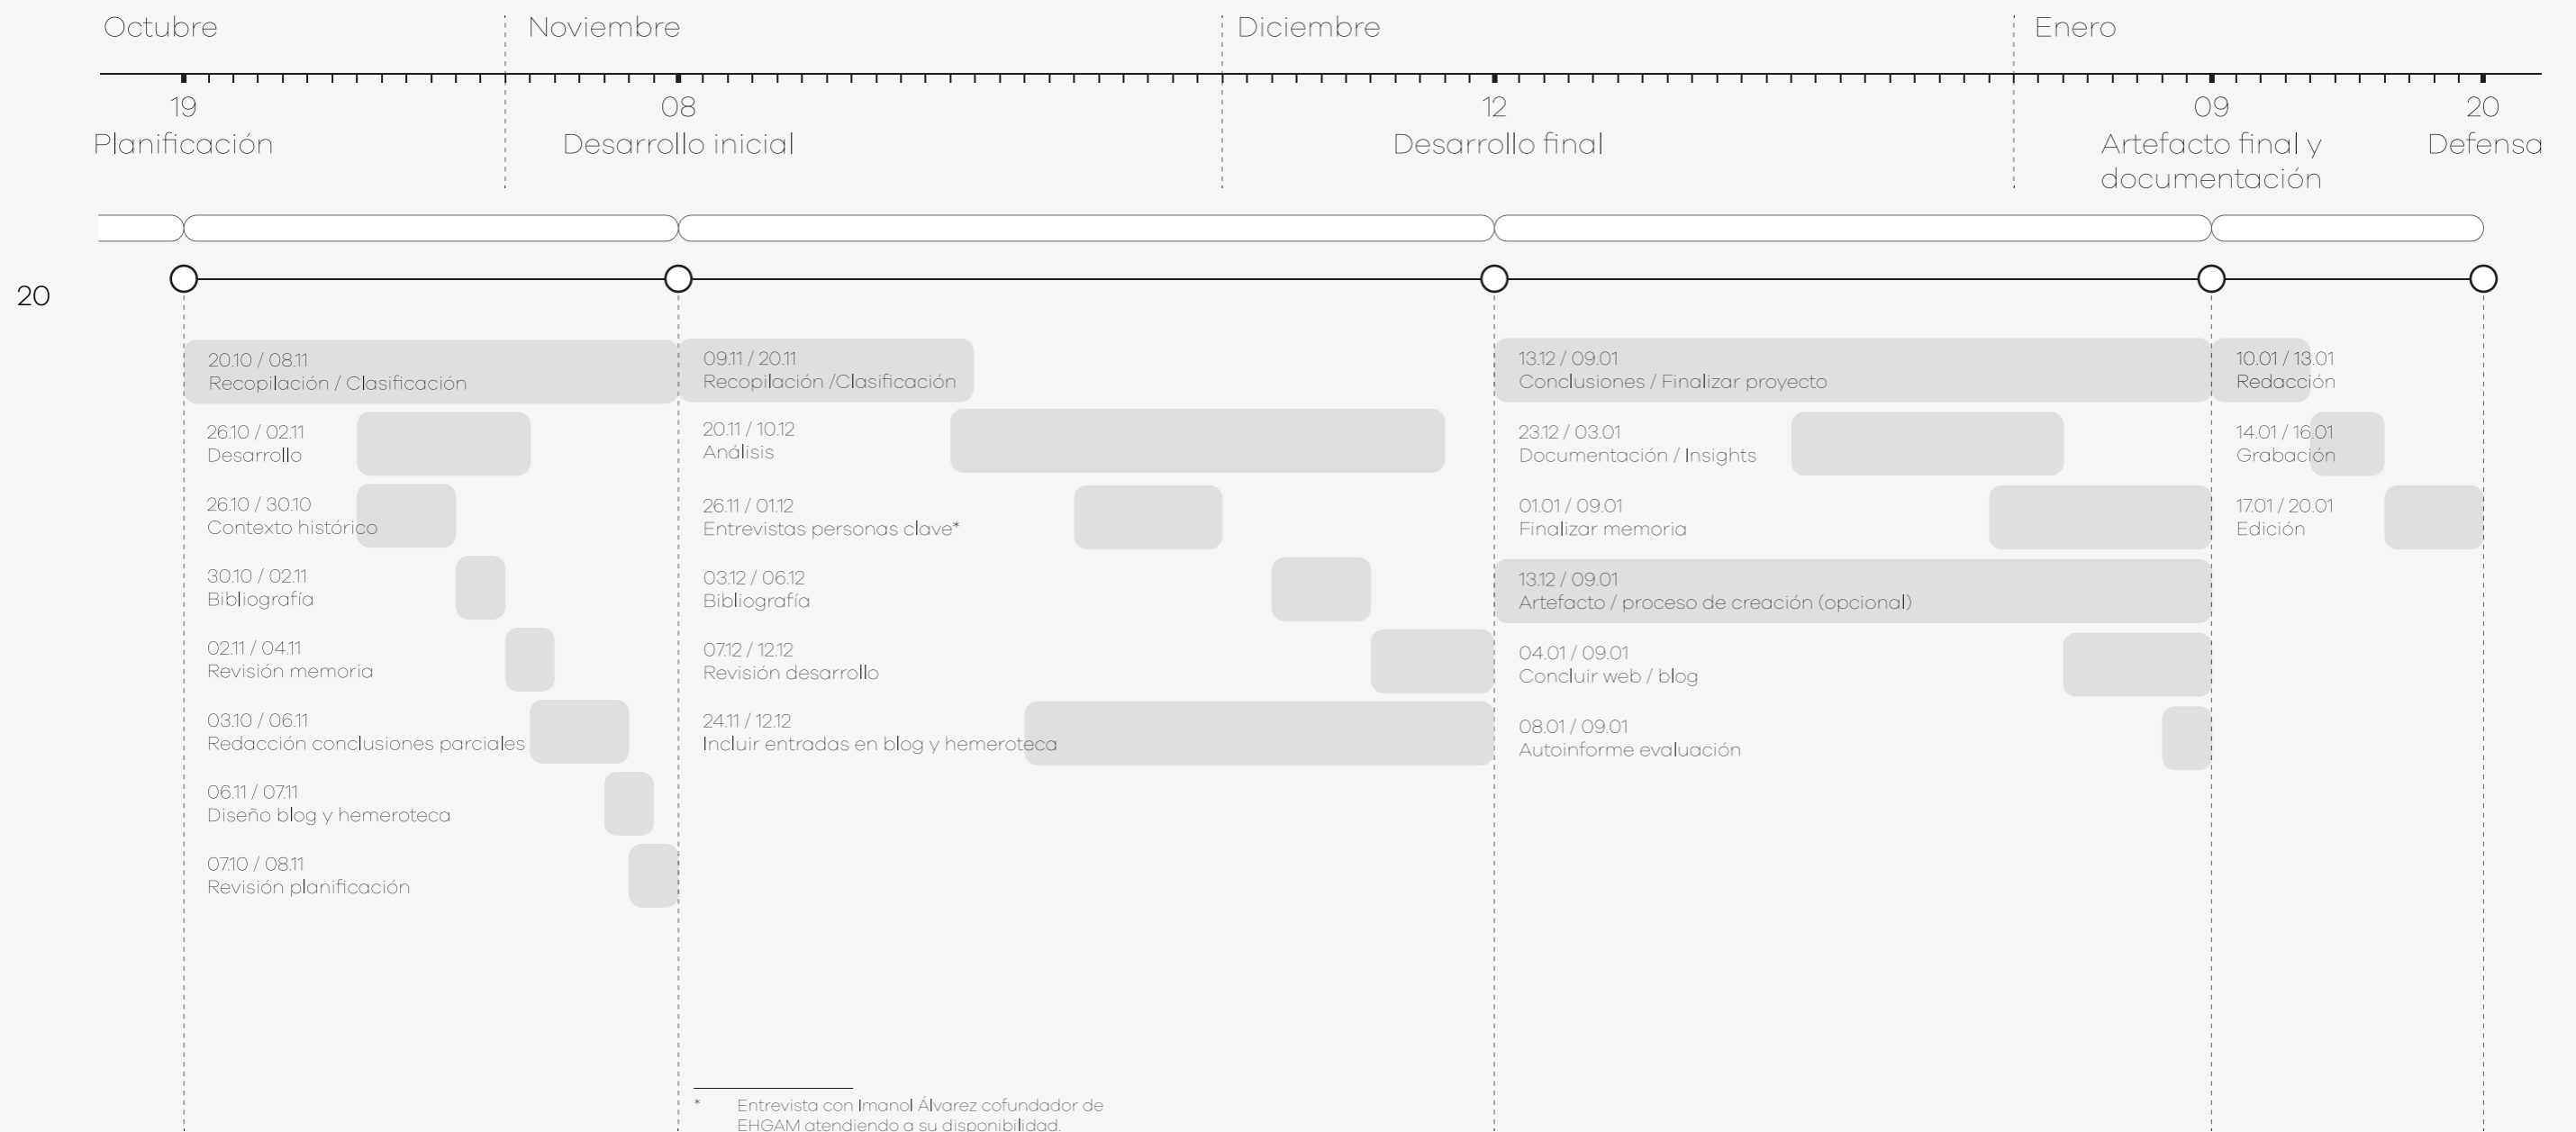 Octubre
Noviembre
Diciembre
Enero
19
08
12
09
20
Planificación
Desarrollo inicial
Desarrollo final
Artefacto final y
documentación
Defensa
20
20.10 / 08.11
Recopilación / Clasificación
26.10 / 02.11
Desarrollo
26.10 / 30.10
Contexto histórico
30.10 / 02.11
Bibliografía
02.11 / 04.11
Revisión memoria
03.10 / 06.11
Redacción conclusiones parciales
06.11 / 07.11
Diseño blog y hemeroteca
07.10 / 08.11
Revisión planificación
09.11 / 20.11
Recopilación /Clasificación
20.11 / 10.12
Análisis
26.11 / 01.12
Entrevistas personas clave*
03.12 / 06.12
Bibliografía
07.12 / 12.12
Revisión desarrollo
24.11 / 12.12
Incluir entradas en blog y hemeroteca
13.12 / 09.01
Conclusiones / Finalizar proyecto
23.12 / 03.01
Documentación / Insights
01.01 / 09.01
Finalizar memoria
13.12 / 09.01
Artefacto / proceso de creación (opcional)
04.01 / 09.01
Concluir web / blog
08.01 / 09.01
Autoinforme evaluación
10.01 / 13.01
Redacción
14.01 / 16.01
Grabación
17.01 / 20.01
Edición
* Entrevista con Imanol Álvarez cofundador de
EHGAM atendiendo a su disponibilidad.